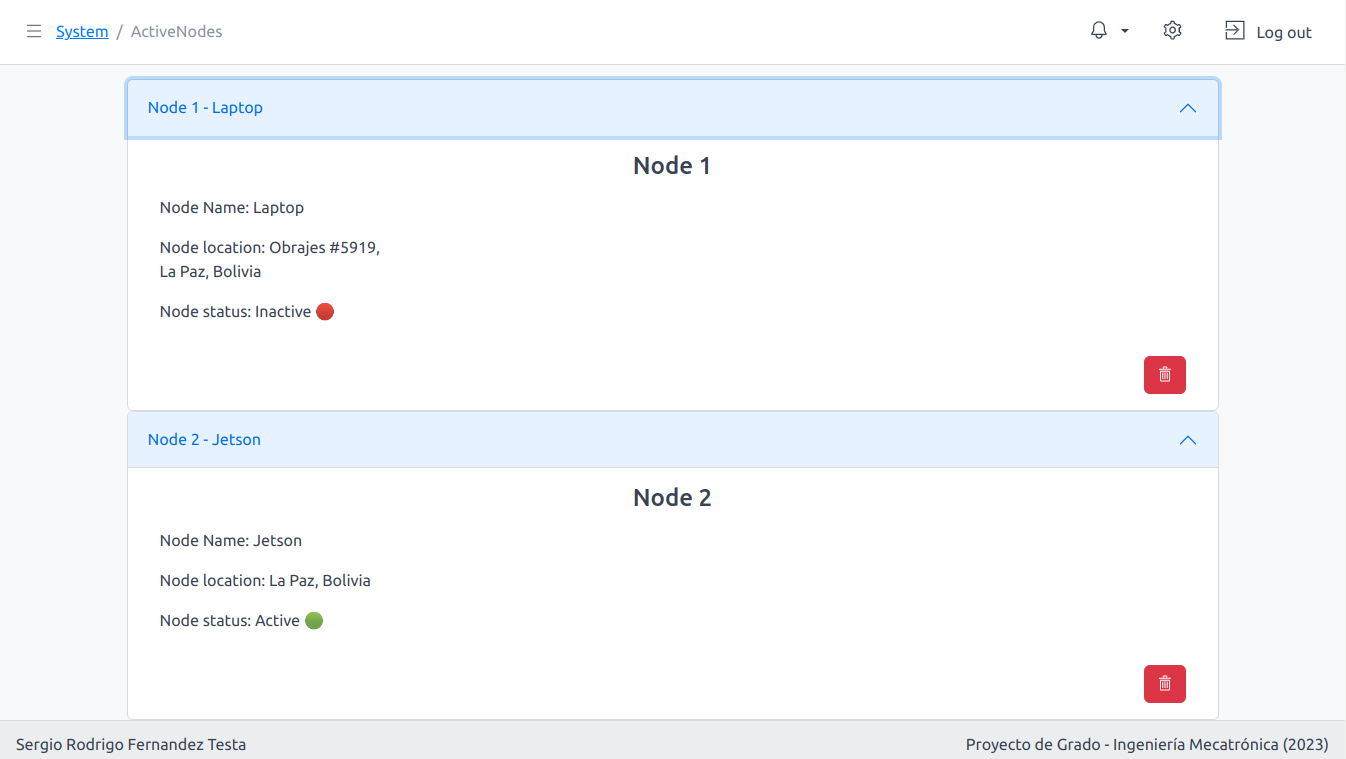 System / ActiveNodes
Log out
Node 1 - Laptop
Node 1
Node Name: Laptop
Node location: Obrajes #5919,
La Paz, Bolivia
Node status: Inactive
Node 2 - Jetson
Node 2
Node Name: Jetson
Node location: La Paz, Bolivia
Node status: Active
Sergio Rodrigo Fernandez Testa
Proyecto de Grado - Ingeniería Mecatrónica (2023)